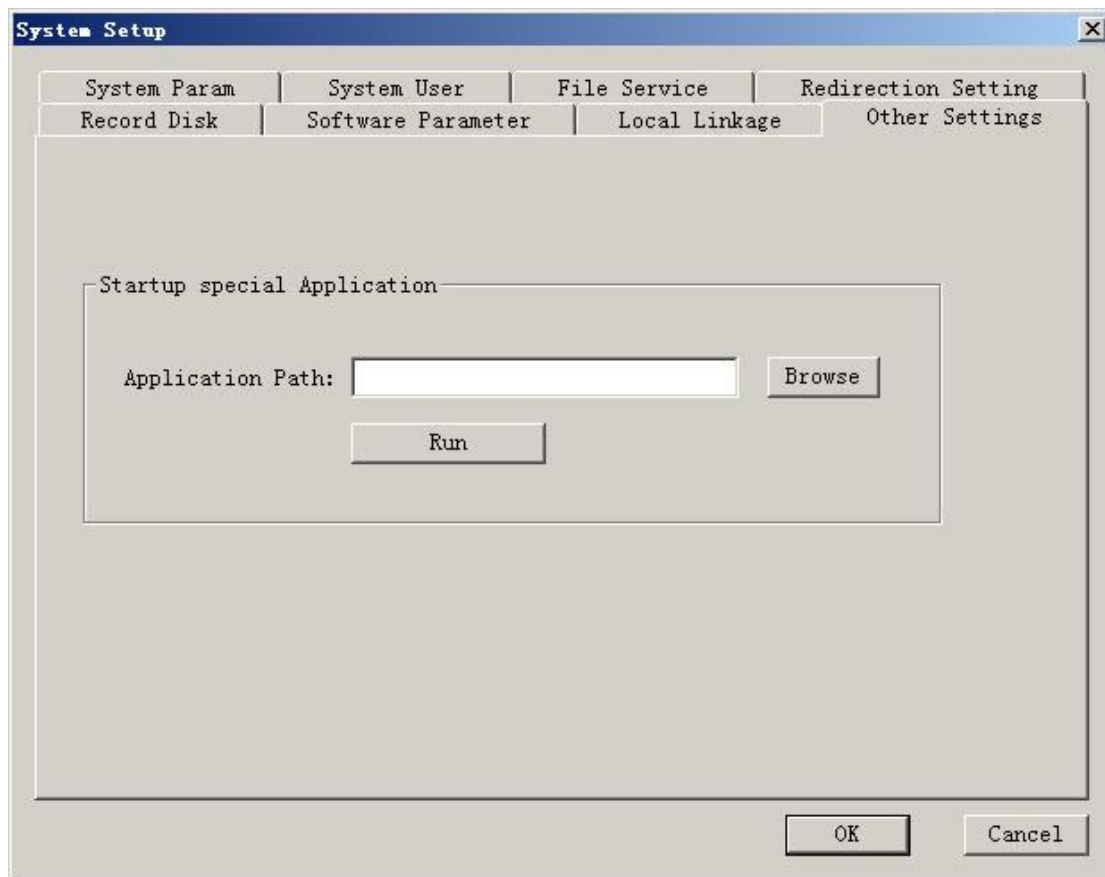 System Setup
System Param System User File Service Redirection Setting
Record Disk Software Parameter Local Linkage Other Settings
Startup special Application
Application Path: Browse
Run
OK Cancel